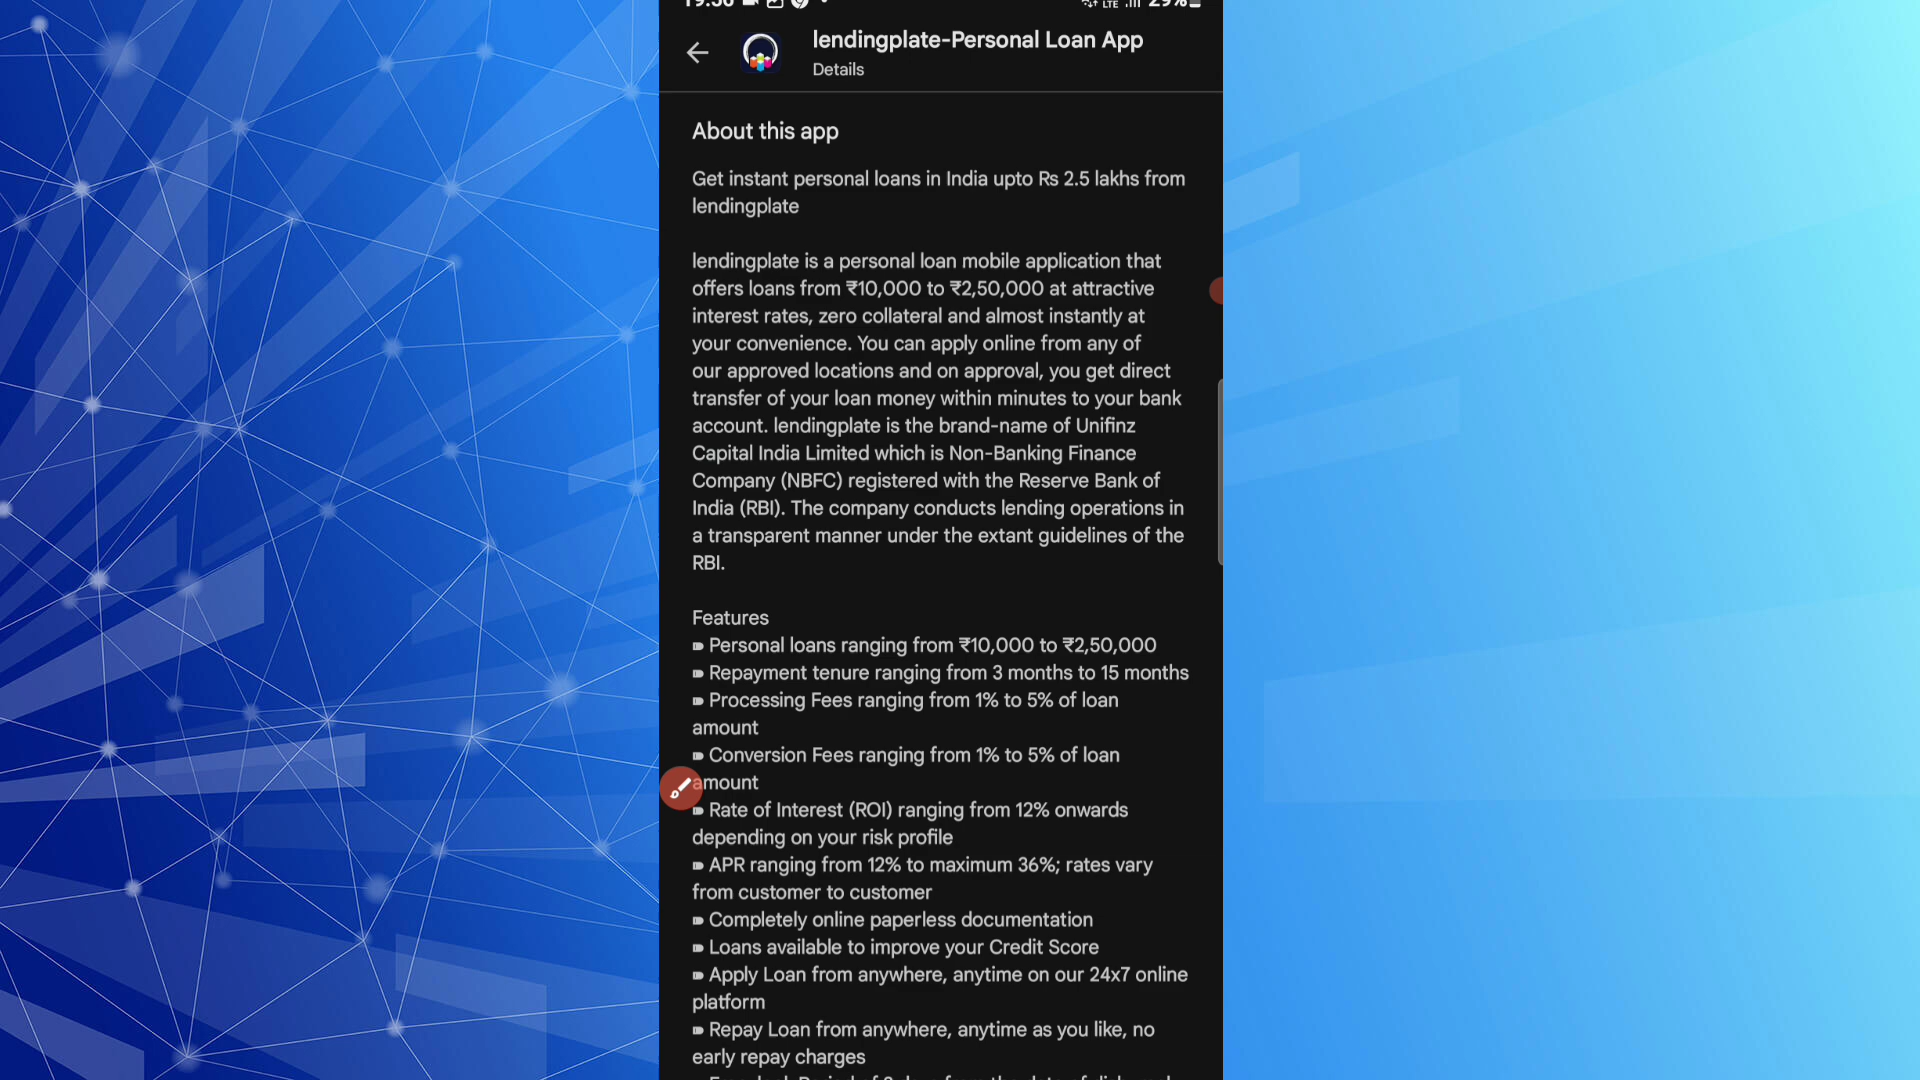 19:56
LTE
29%
lendingplate-Personal Loan App
Details
About this app
Get instant personal loans in India upto Rs 2.5 lakhs from
lendingplate
lendingplate is a personal loan mobile application that
offers loans from ₹10,000 to ₹2,50,000 at attractive
interest rates, zero collateral and almost instantly at
your convenience. You can apply online from any of
our approved locations and on approval, you get direct
transfer of your loan money within minutes to your bank
account. lendingplate is the brand-name of Unifinz
Capital India Limited which is Non-Banking Finance
Company (NBFC) registered with the Reserve Bank of
India (RBI). The company conducts lending operations in
a transparent manner under the extant guidelines of the
RBI.
Features
Personal loans ranging from ₹10,000 to ₹2,50,000
Repayment tenure ranging from 3 months to 15 months
Processing Fees ranging from 1% to 5% of loan
amount
Conversion Fees ranging from 1% to 5% of loan
amount
Rate of Interest (ROI) ranging from 12% onwards
depending on your risk profile
APR ranging from 12% to maximum 36%; rates vary
from customer to customer
Completely online paperless documentation
Loans available to improve your Credit Score
Apply Loan from anywhere, anytime on our 24x7 online
platform
Repay Loan from anywhere, anytime as you like, no
early repay charges